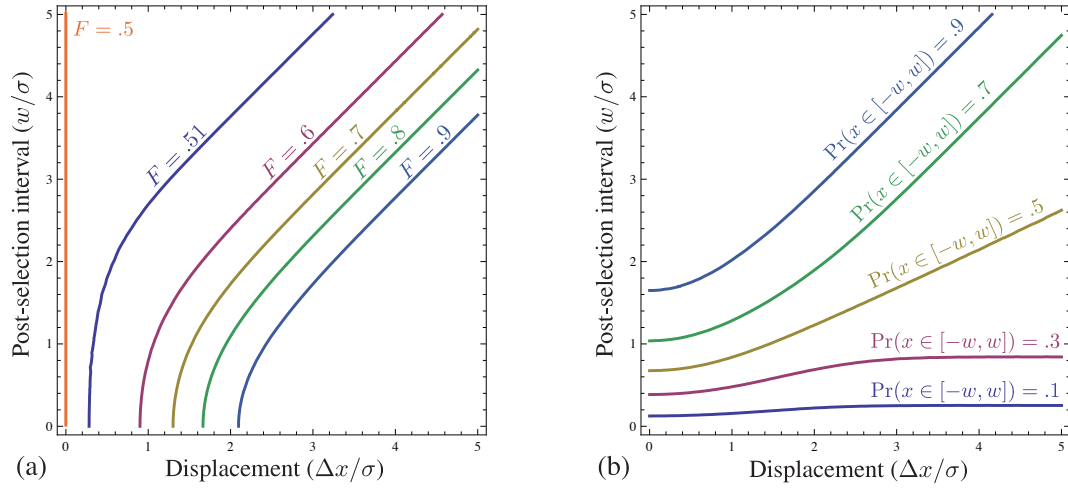 F = .5
F = .51
F = .6
F = .7
F = .8
F = .9
Post-selection interval (w/σ)
5
4
3
2
1
0
0 1 2 3 4 5
(a) Displacement (Δx/σ)
Pr(x ∈ [−w, w]) = .9
Pr(x ∈ [−w, w]) = .7
Pr(x ∈ [−w, w]) = .5
Pr(x ∈ [−w, w]) = .3
Pr(x ∈ [−w, w]) = .1
Post-selection interval (w/σ)
5
4
3
2
1
0
0 1 2 3 4 5
(b) Displacement (Δx/σ)